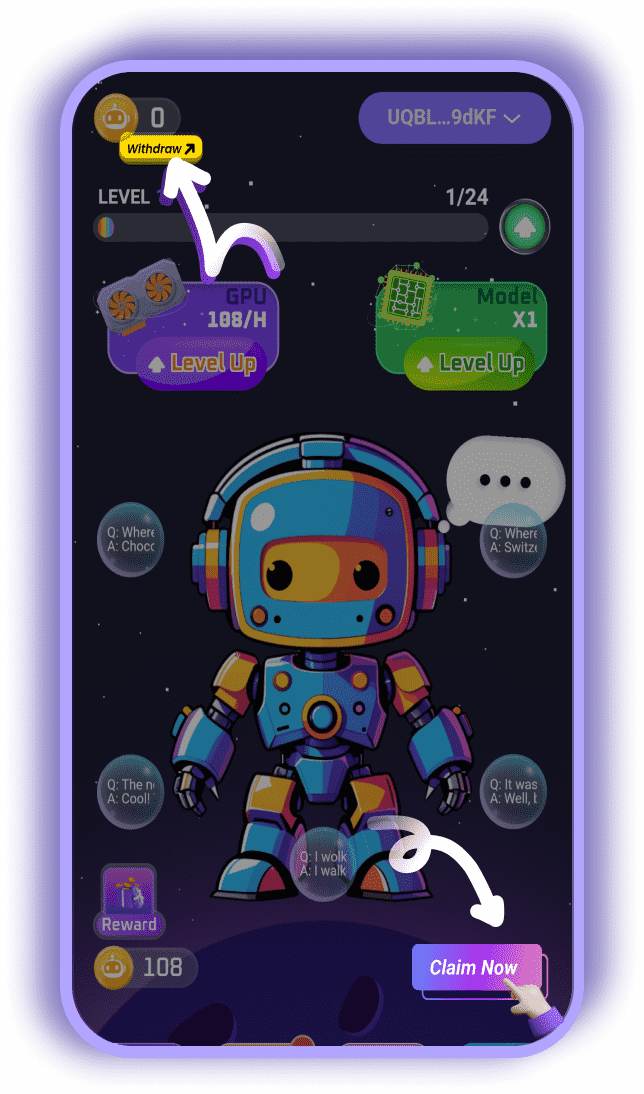 0
UQBL...9dKF
Withdraw
LEVEL
1/24
GPU
108/H
Level Up
Model
X1
Level Up
Q: Where
A: Choco
Q: Where
A: Switze
Q: The n
A: Cool!
Q: It was
A: Well, b
Q: I wolk
A: I walk
Reward
108
Claim Now